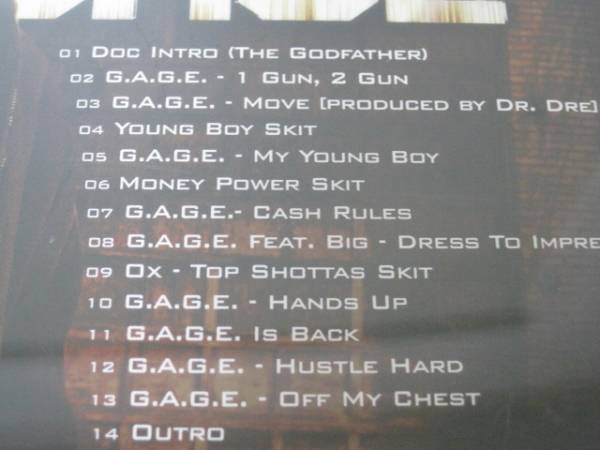 01 Doc Intro (The Godfather)
02 G.A.G.E. - 1 Gun, 2 Gun
03 G.A.G.E. - Move [produced by Dr. Dre]
04 Young Boy Skit
05 G.A.G.E. - My Young Boy
06 Money Power Skit
07 G.A.G.E.- Cash Rules
08 G.A.G.E. Feat. Big - Dress To Impre
09 Ox - Top Shottas Skit
10 G.A.G.E. - Hands Up
11 G.A.G.E. Is Back
12 G.A.G.E. - Hustle Hard
13 G.A.G.E. - Off My Chest
14 Outro